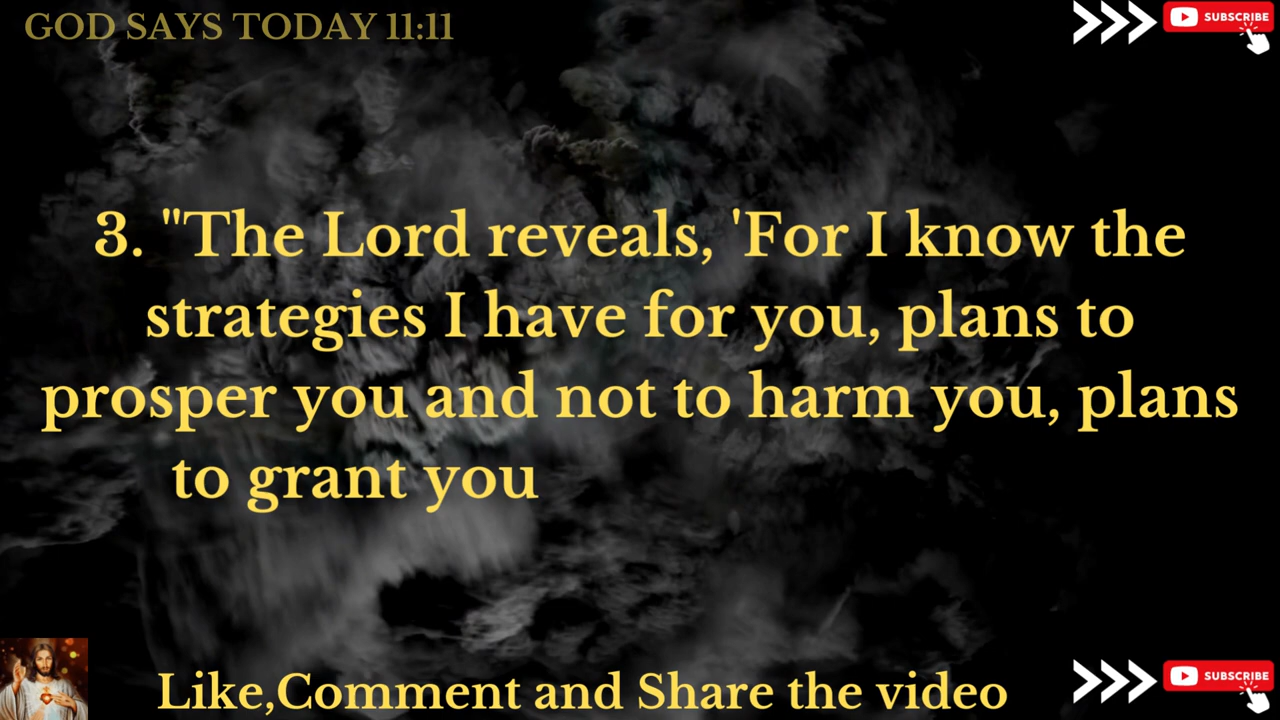 GOD SAYS TODAY 11:11
SUBSCRIBE
3. "The Lord reveals, 'For I know the
strategies I have for you, plans to
prosper you and not to harm you, plans
to grant you
Like,Comment and Share the video
SUBSCRIBE